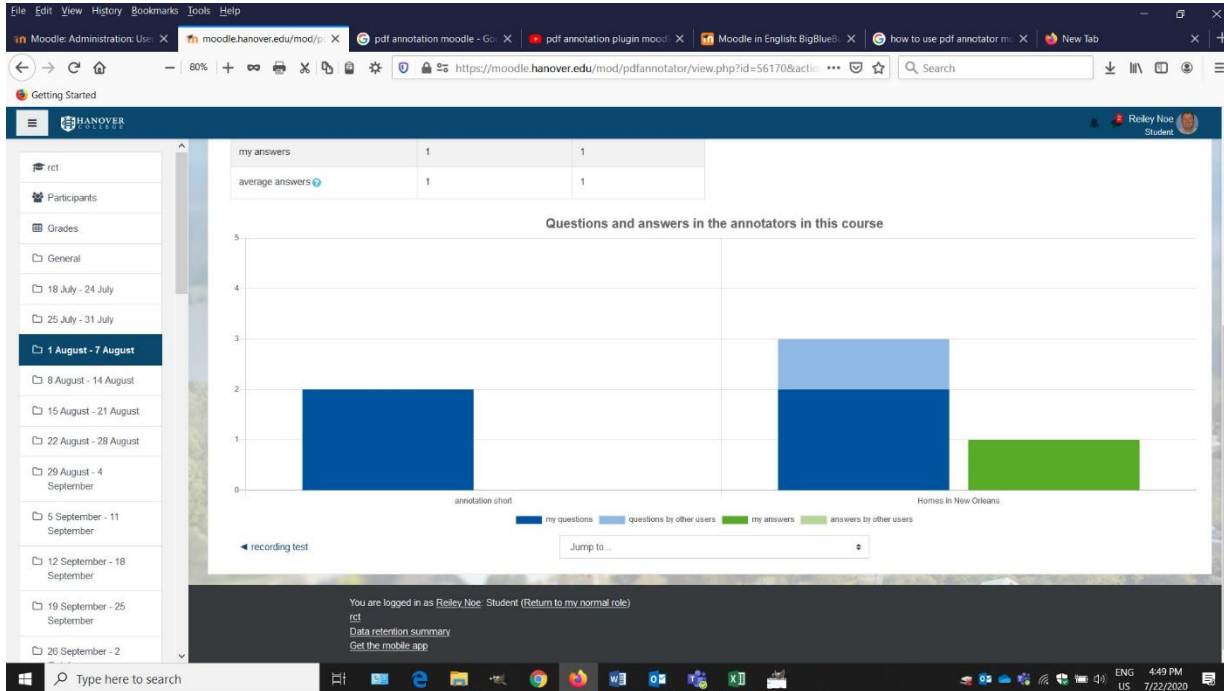 File Edit View History Bookmarks Tools Help
Moodle: Administration: Use
moodle.hanover.edu/mod/p
pdf annotation moodle - Go
pdf annotation plugin mood
Moodle in English: BigBlueB
how to use pdf annotator m
New Tab
80%
https://moodle.hanover.edu/mod/pdfannotator/view.php?id=56170&actio
Search
Getting Started
HANOVER
COLLEGE
2
Reiley Noe
Student
rct
Participants
Grades
General
18 July - 24 July
25 July - 31 July
1 August - 7 August
8 August - 14 August
15 August - 21 August
22 August - 28 August
29 August - 4
September
5 September - 11
September
12 September - 18
September
19 September - 25
September
26 September - 2
my answers 1 1
average answers 1 1
Questions and answers in the annotators in this course
5
4
3
2
1
0
annotation short Homes in New Orleans
my questions questions by other users my answers answers by other users
◄ recording test
Jump to...
You are logged in as Reiley Noe: Student (Return to my normal role)
rct
Data retention summary
Get the mobile app
Type here to search
ENG 4:49 PM
US 7/22/2020